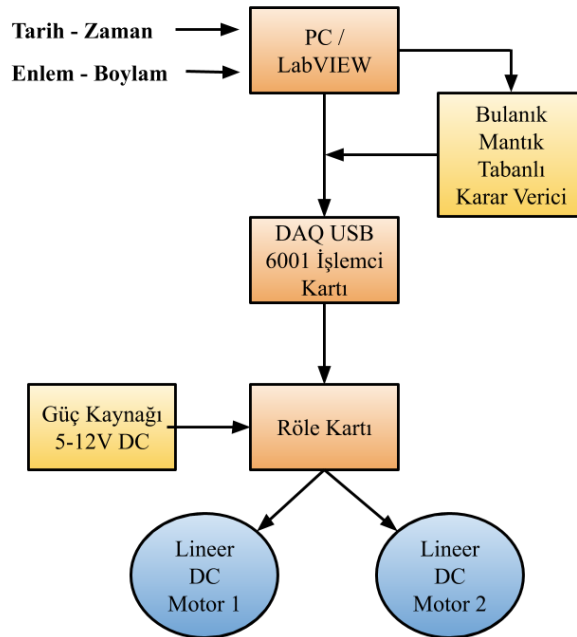 Tarih - Zaman
Enlem - Boylam
PC /
LabVIEW
Bulanık
Mantık
Tabanlı
Karar Verici
DAQ USB
6001 İşlemci
Kartı
Güç Kaynağı
5-12V DC
Röle Kartı
Lineer
DC
Motor 1
Lineer
DC
Motor 2